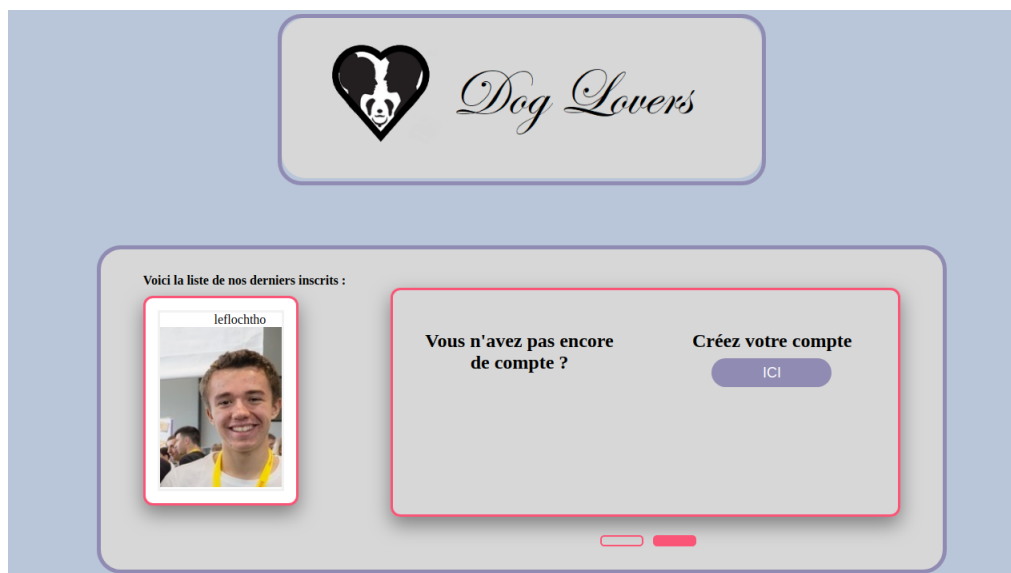 Dog Lovers
Voici la liste de nos derniers inscrits :
leflochtho
Vous n'avez pas encore
de compte ?
Créez votre compte
ICI